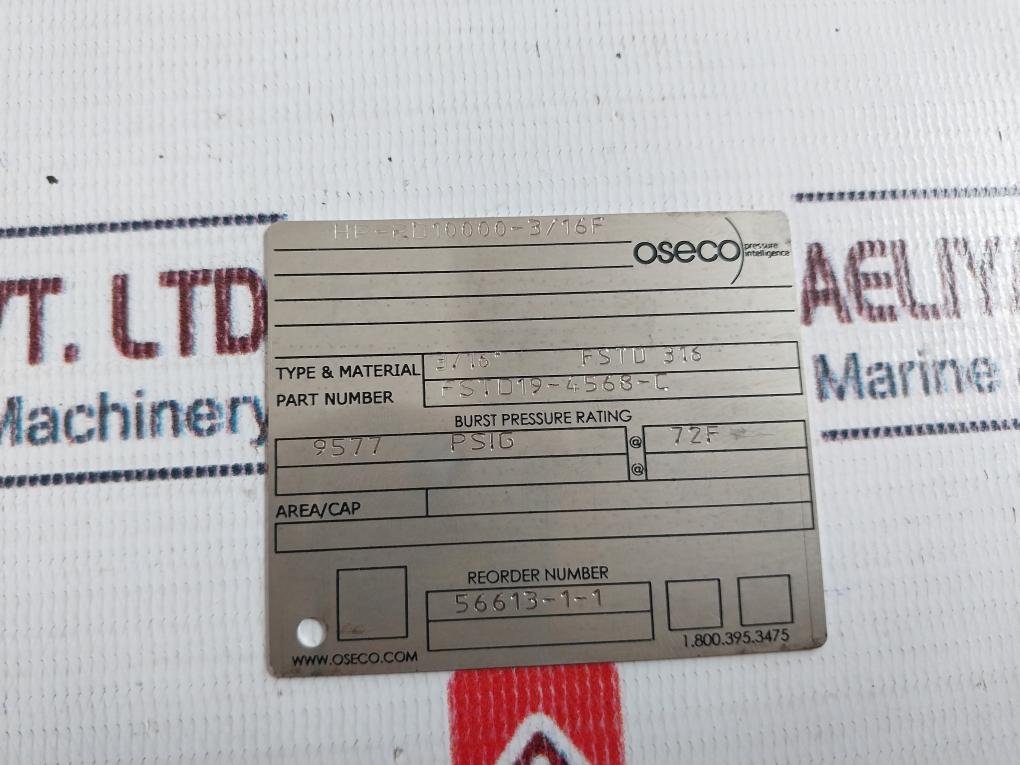 HP-RD10000-3/16F
oseco pressure intelligence
TYPE & MATERIAL 3/16" FSTD 316
PART NUMBER FSTD19-4568-C
BURST PRESSURE RATING
9577 PSIG @ 72F
@
AREA/CAP
REORDER NUMBER
56613-1-1
1.800.395.3475
WWW.OSECO.COM
VT. LTD
Machinery
AELIY
Marine